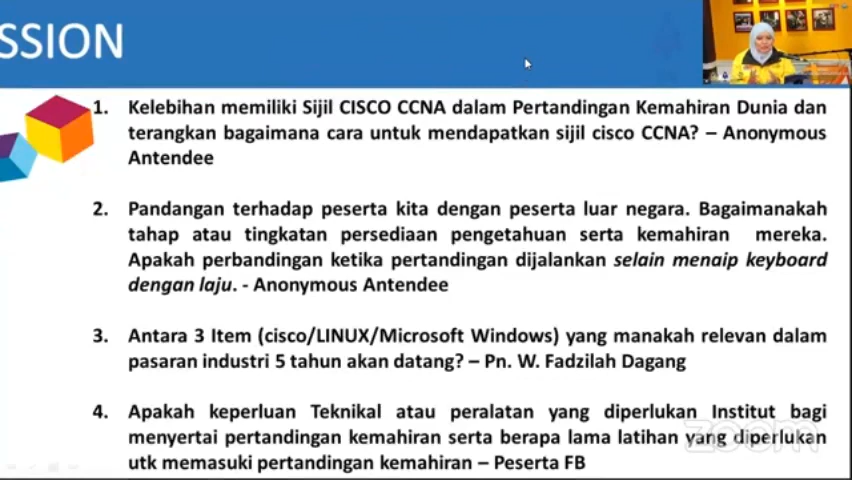 SSION
1. Kelebihan memiliki Sijil CISCO CCNA dalam Pertandingan Kemahiran Dunia dan
terangkan bagaimana cara untuk mendapatkan sijil cisco CCNA? – Anonymous
Antendee
2. Pandangan terhadap peserta kita dengan peserta luar negara. Bagaimanakah
tahap atau tingkatan persediaan pengetahuan serta kemahiran mereka.
Apakah perbandingan ketika pertandingan dijalankan selain menaip keyboard
dengan laju. - Anonymous Antendee
3. Antara 3 Item (cisco/LINUX/Microsoft Windows) yang manakah relevan dalam
pasaran industri 5 tahun akan datang? – Pn. W. Fadzilah Dagang
4. Apakah keperluan Teknikal atau peralatan yang diperlukan Institut bagi
menyertai pertandingan kemahiran serta berapa lama latihan yang diperlukan
utk memasuki pertandingan kemahiran – Peserta FB
zoom